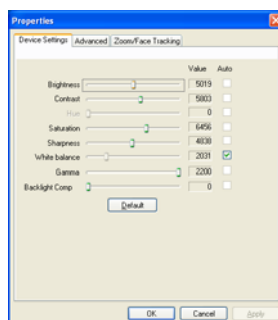 Properties
Device Settings Advanced Zoom/Face Tracking
Value Auto
Brightness 5019
Contrast 5803
Hue 0
Saturation 6456
Sharpness 4838
White balance 2031
Gamma 2200
Backlight Comp 0
Default
OK Cancel Apply